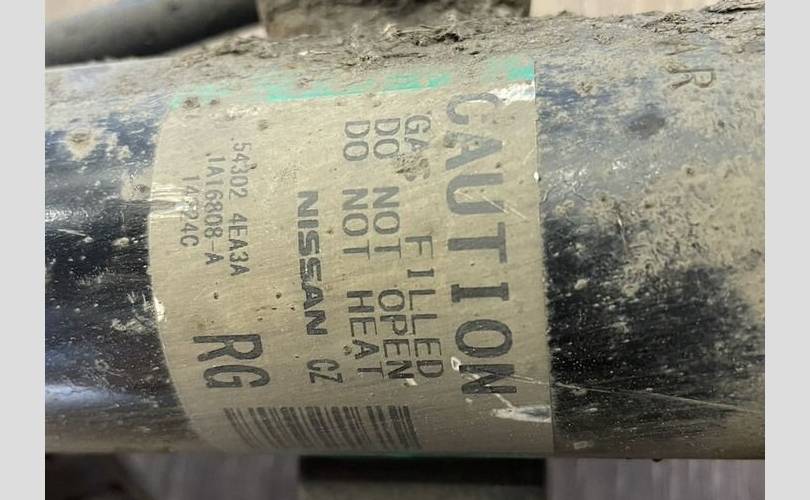 CAUTION
GAS FILLED
DO NOT OPEN
DO NOT HEAT
NISSAN CZ
54302 4EA3A
1A16808-A
RG